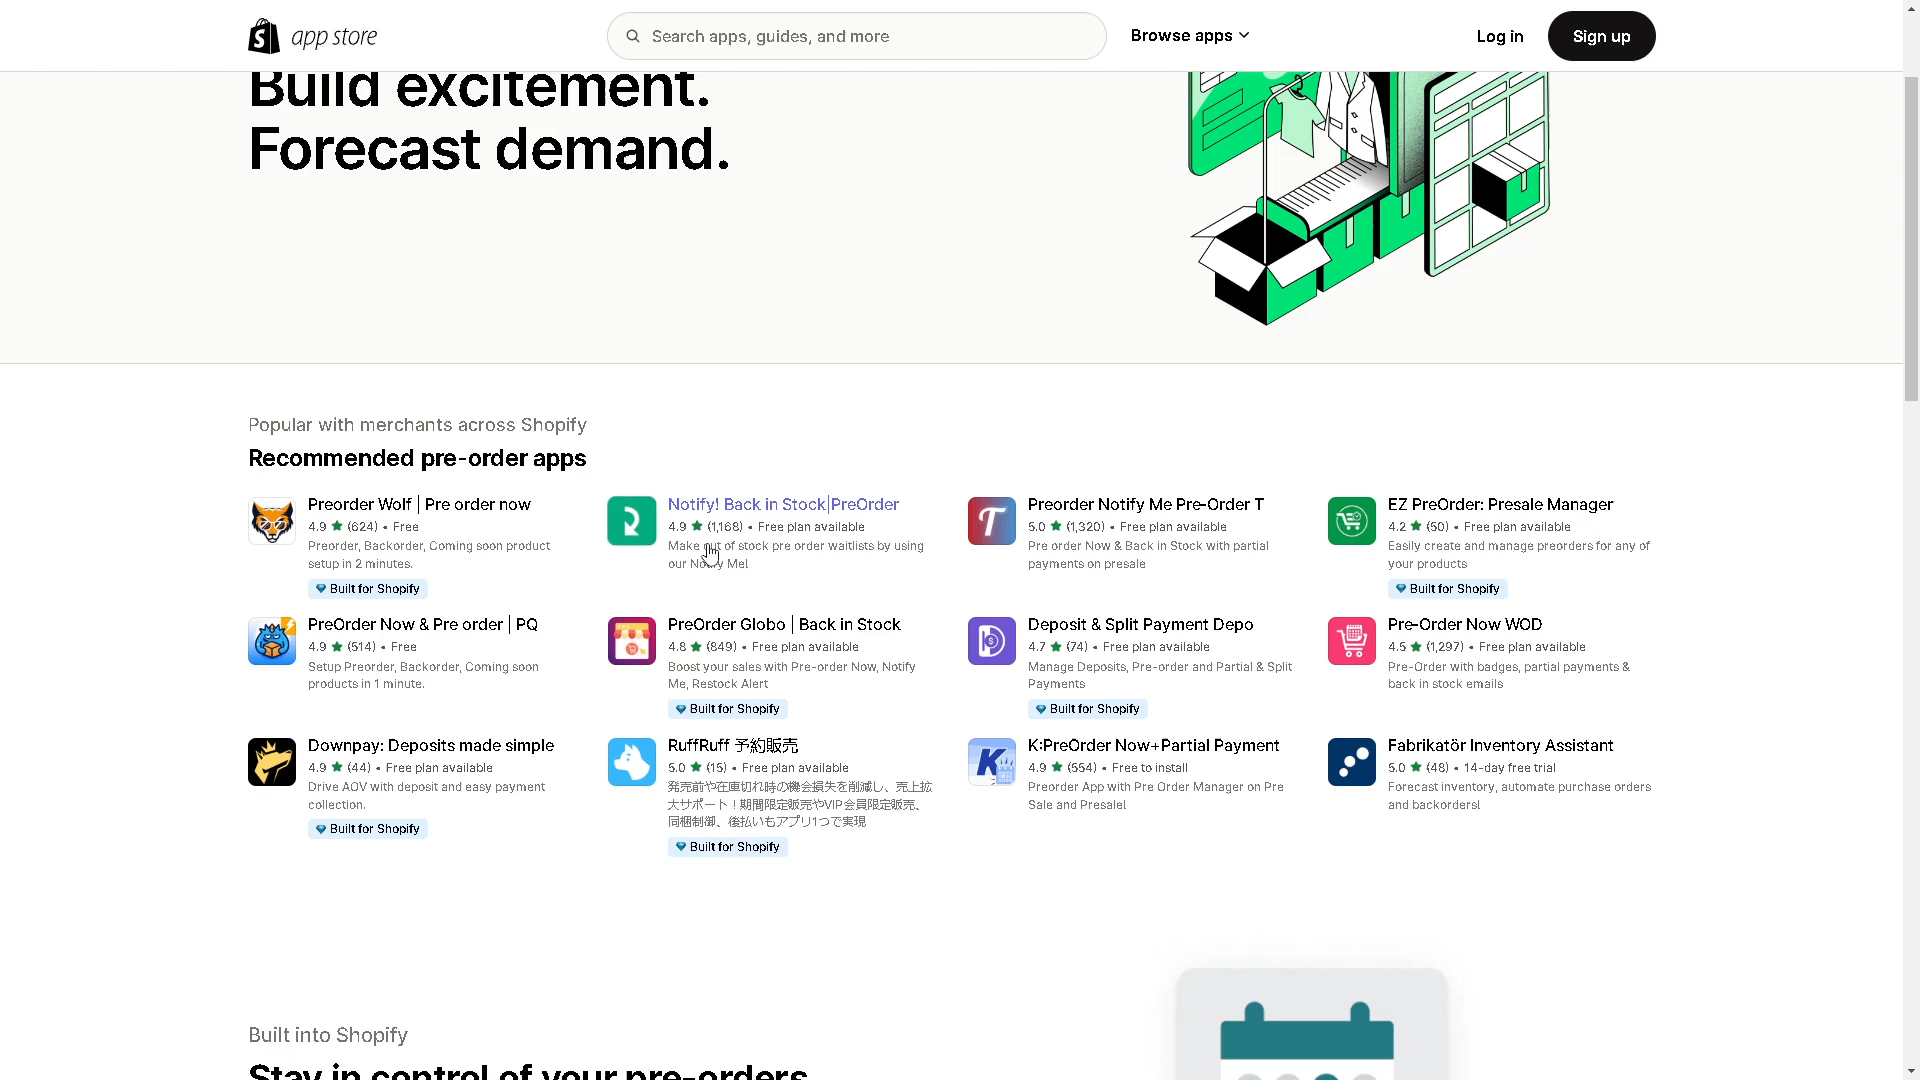 app store
Search apps, guides, and more
Browse apps
Log in
Sign up
Build excitement.
Forecast demand.
Popular with merchants across Shopify
Recommended pre-order apps
Preorder Wolf | Pre order now
4.9 ★ (624) • Free
Preorder, Backorder, Coming soon product
setup in 2 minutes.
Built for Shopify
Notify! Back in Stock|PreOrder
4.9 ★ (1,168) • Free plan available
Make out of stock pre order waitlists by using
our Notify Me!
Preorder Notify Me Pre-Order T
5.0 ★ (1,320) • Free plan available
Pre order Now & Back in Stock with partial
payments on presale
EZ PreOrder: Presale Manager
4.2 ★ (50) • Free plan available
Easily create and manage preorders for any of
your products
Built for Shopify
PreOrder Now & Pre order | PQ
4.9 ★ (514) • Free
Setup Preorder, Backorder, Coming soon
products in 1 minute.
PreOrder Globo | Back in Stock
4.8 ★ (849) • Free plan available
Boost your sales with Pre-order Now, Notify
Me, Restock Alert
Built for Shopify
Deposit & Split Payment Depo
4.7 ★ (74) • Free plan available
Manage Deposits, Pre-order and Partial & Split
Payments
Built for Shopify
Pre-Order Now WOD
4.5 ★ (1,297) • Free plan available
Pre-Order with badges, partial payments &
back in stock emails
Downpay: Deposits made simple
4.9 ★ (44) • Free plan available
Drive AOV with deposit and easy payment
collection.
Built for Shopify
RuffRuff 予約販売
5.0 ★ (15) • Free plan available
発売前や在庫切れ時の機会損失を削減し、売上拡
大サポート！期間限定販売やVIP会員限定販売、
同梱制御、後払いもアプリ1つで実現
Built for Shopify
K:PreOrder Now+Partial Payment
4.9 ★ (554) • Free to install
Preorder App with Pre Order Manager on Pre
Sale and Presale!
Fabrikatör Inventory Assistant
5.0 ★ (48) • 14-day free trial
Forecast inventory, automate purchase orders
and backorders!
Built into Shopify
Stay in control of your pre-orders